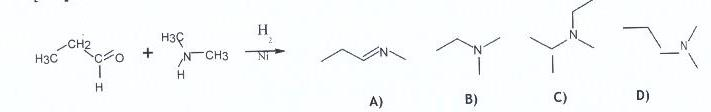 H3C CH2 C O H + H3C N CH3 H H2 Ni N N N N
A) B) C) D)